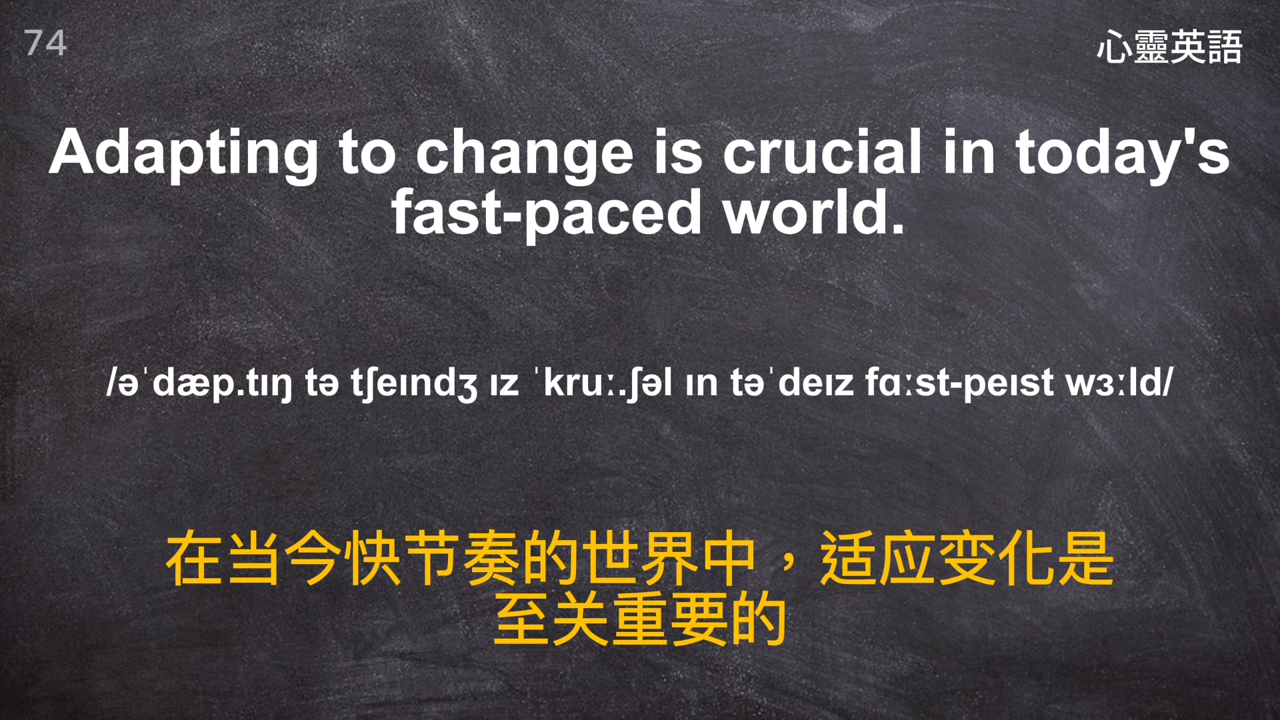 74
心靈英語
Adapting to change is crucial in today's
fast-paced world.
/əˈdæp.tɪŋ tə tʃeɪndʒ ɪz ˈkruː.ʃəl ɪn təˈdeɪz fɑːst-peɪst wɜːld/
在当今快节奏的世界中，适应变化是
至关重要的